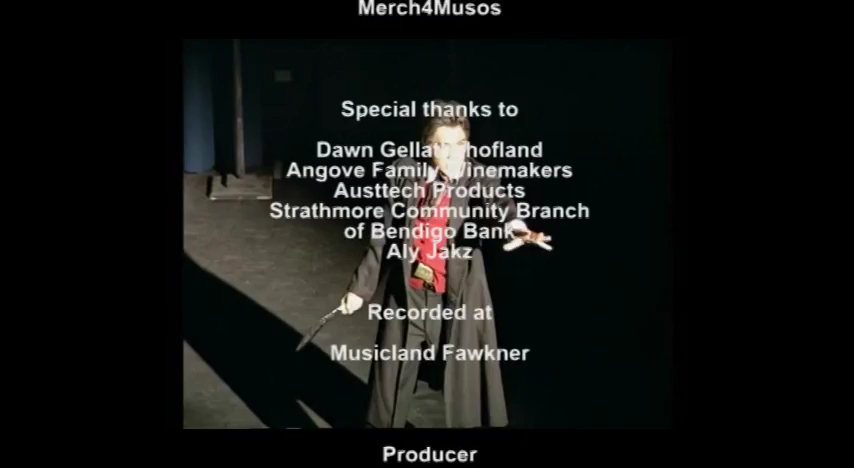 Merch4Musos
Special thanks to
Dawn Gellat
hofland
Angove Family Winemakers
Austtech Products
Strathmore Community Branch
of Bendigo Bank
Aly Jakz
Recorded at
Musicland Fawkner
Producer